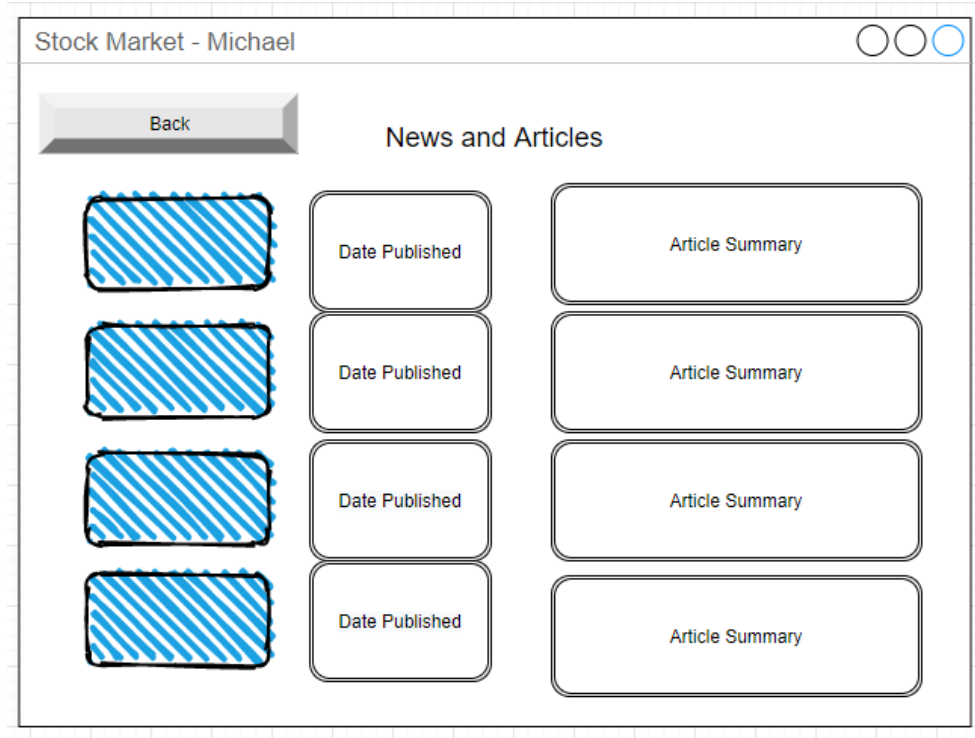 Stock Market - Michael
Back
News and Articles
Date Published
Article Summary
Date Published
Article Summary
Date Published
Article Summary
Date Published
Article Summary